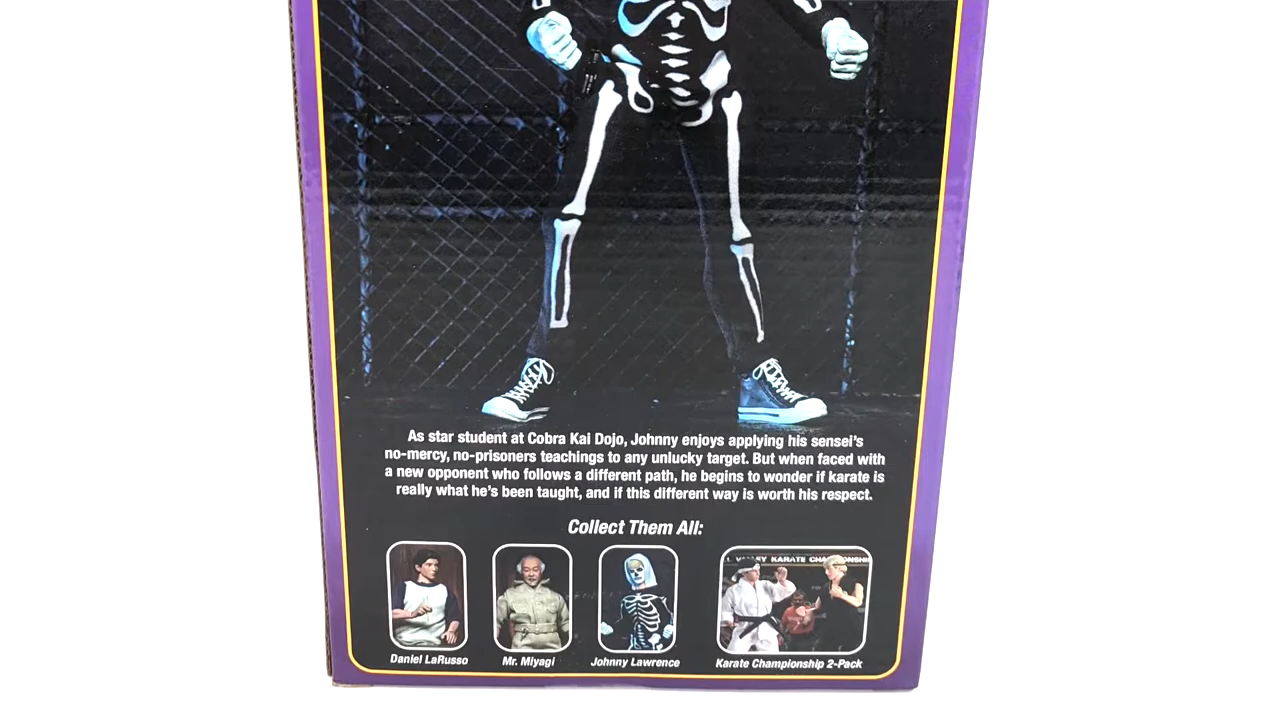 As star student at Cobra Kai Dojo, Johnny enjoys applying his sensei's
no-mercy, no-prisoners teachings to any unlucky target. But when faced with
a new opponent who follows a different path, he begins to wonder if karate is
really what he's been taught, and if this different way is worth his respect.
Collect Them All:
VALLEY KARATE CHAMPIONSHIP
Daniel LaRusso
Mr. Miyagi
Johnny Lawrence
Karate Championship 2-Pack